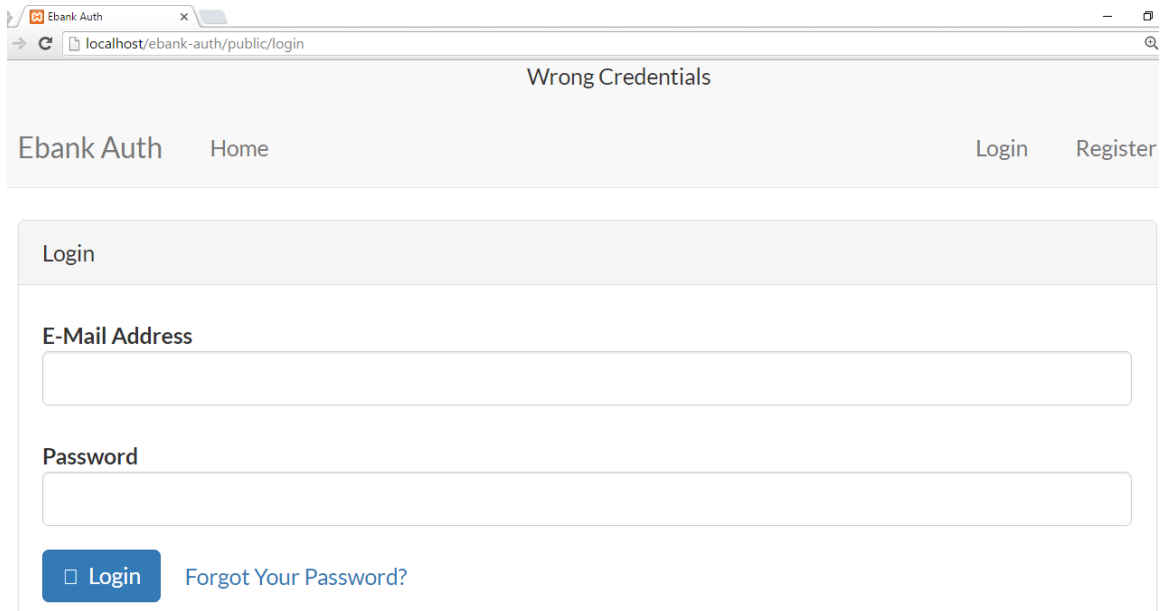 Ebank Auth
localhost/ebank-auth/public/login
Wrong Credentials
Ebank Auth Home Login Register
Login
E-Mail Address
Password
Login Forgot Your Password?